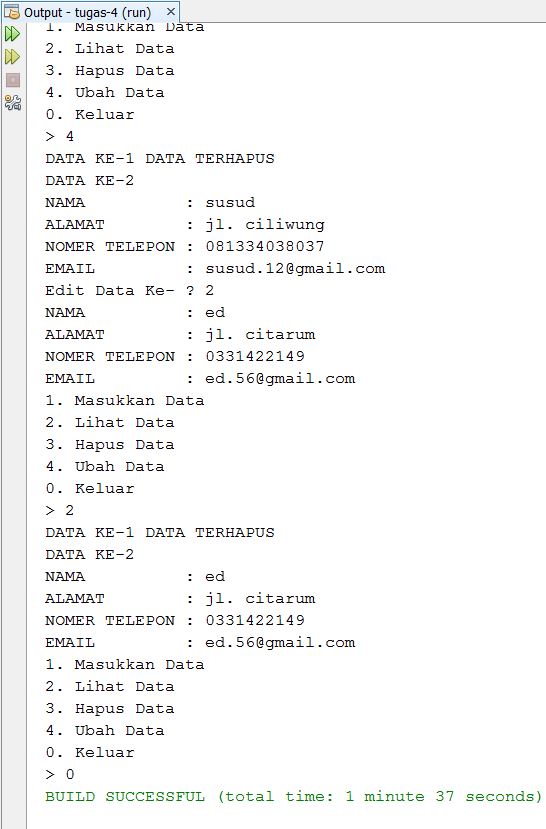 Output - tugas-4 (run)
1. Masukkan Data
2. Lihat Data
3. Hapus Data
4. Ubah Data
0. Keluar
> 4
DATA KE-1 DATA TERHAPUS
DATA KE-2
NAMA : susud
ALAMAT : jl. ciliwung
NOMER TELEPON : 081334038037
EMAIL : susud.12@gmail.com
Edit Data Ke- ? 2
NAMA : ed
ALAMAT : jl. citarum
NOMER TELEPON : 0331422149
EMAIL : ed.56@gmail.com
1. Masukkan Data
2. Lihat Data
3. Hapus Data
4. Ubah Data
0. Keluar
> 2
DATA KE-1 DATA TERHAPUS
DATA KE-2
NAMA : ed
ALAMAT : jl. citarum
NOMER TELEPON : 0331422149
EMAIL : ed.56@gmail.com
1. Masukkan Data
2. Lihat Data
3. Hapus Data
4. Ubah Data
0. Keluar
> 0
BUILD SUCCESSFUL (total time: 1 minute 37 seconds)